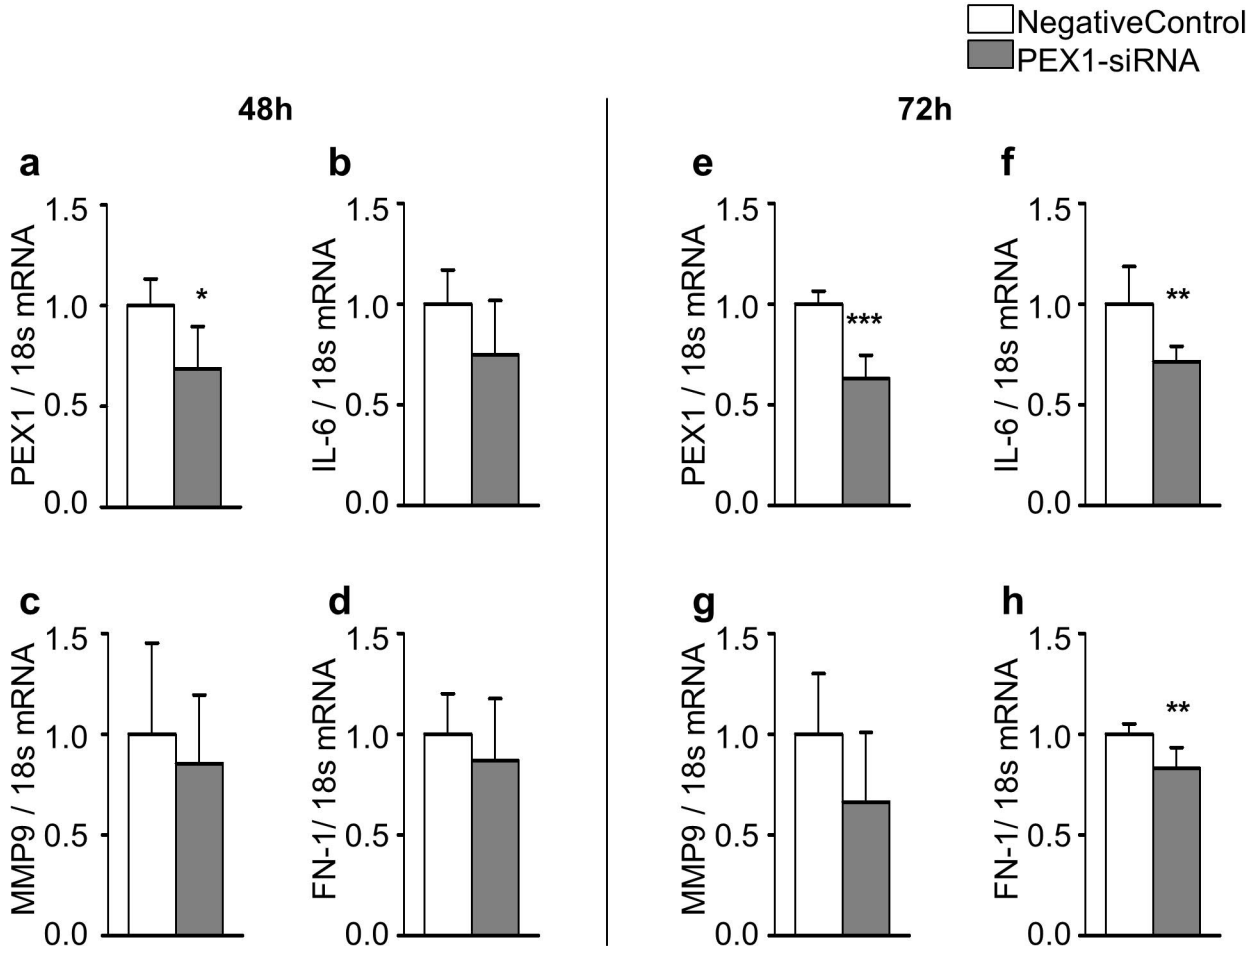 NegativeControl
PEX1-siRNA
48h
72h
a
PEX1 / 18s mRNA
1.5
1.0
0.5
0.0
*
b
IL-6 / 18s mRNA
1.5
1.0
0.5
0.0
e
PEX1 / 18s mRNA
1.5
1.0
0.5
0.0
***
f
IL-6 / 18s mRNA
1.5
1.0
0.5
0.0
**
c
MMP9 / 18s mRNA
1.5
1.0
0.5
0.0
d
FN-1/ 18s mRNA
1.5
1.0
0.5
0.0
g
MMP9 / 18s mRNA
1.5
1.0
0.5
0.0
h
FN-1/ 18s mRNA
1.5
1.0
0.5
0.0
**